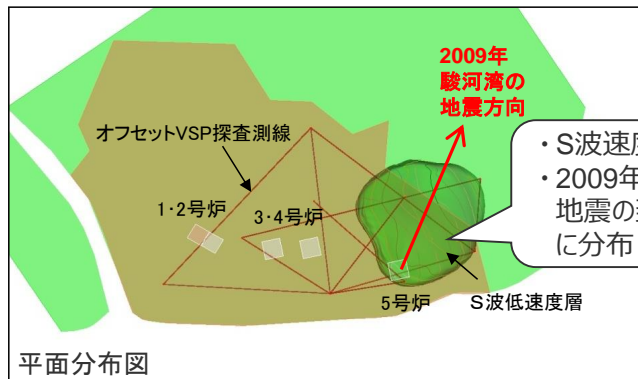 2009年
駿河湾の
地震方向
オフセットVSP探査測線
・S波速度
・2009年
地震の到
に分布
1・2号炉
3・4号炉
5号炉
S波低速度層
平面分布図